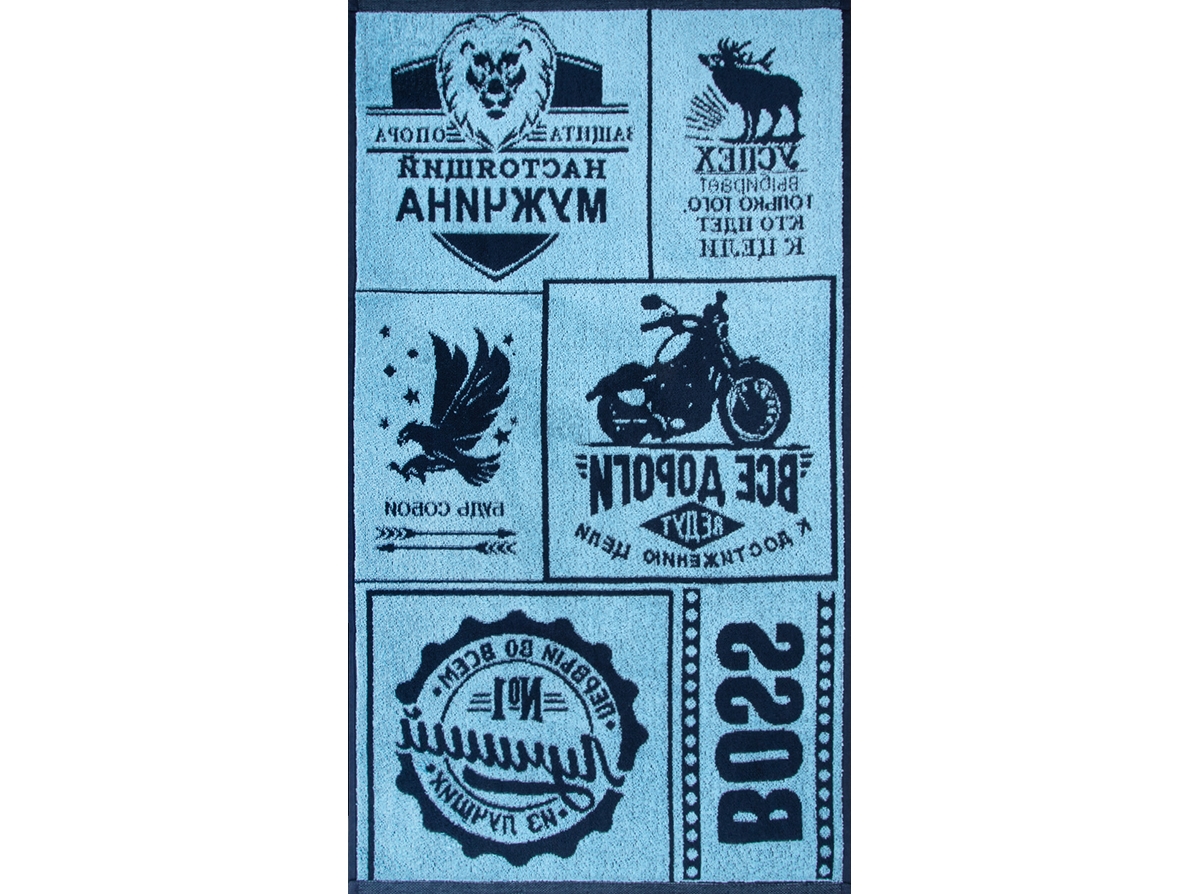 ЗАЩИТА ОПОРА
НАСТОЯЩИЙ
МУЖЧИНА
УСПЕХ
выбирает
ТОЛЬКО ТОГО,
КТО ИДЕТ
К ЦЕЛИ
БУДЬ СОБОЙ
ВСЕ ДОРОГИ
ВЕДУТ
К ДОСТИЖЕНИЮ ЦЕЛИ
• ПЕРВЫЙ ВО ВСЕМ •
№1
Лучший
• ИЗ ЛУЧШИХ •
BOSS